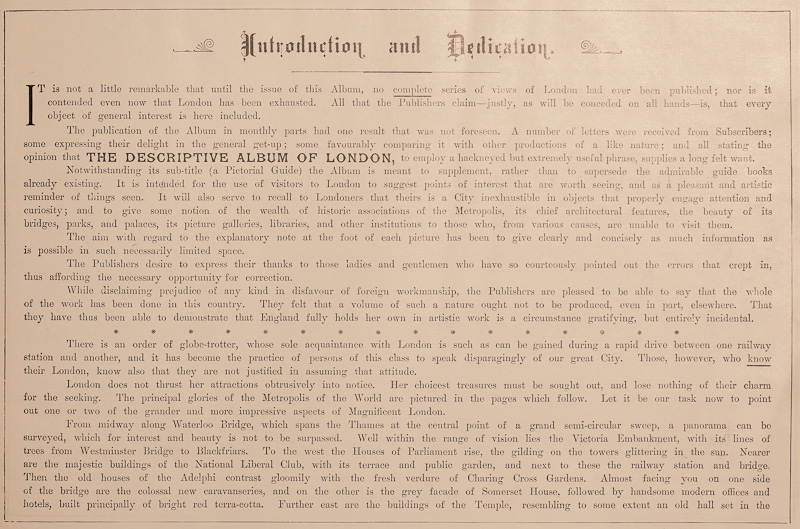 Introduction and Dedication.
IT is not a little remarkable that until the issue of this Album, no complete series of views of London had ever been published; nor is it
contended even now that London has been exhausted. All that the Publishers claim—justly, as will be conceded on all hands—is, that every
object of general interest is here included.
The publication of the Album in monthly parts had one result that was not foreseen. A number of letters were received from Subscribers;
some expressing their delight in the general get-up; some favourably comparing it with other productions of a like nature; and all stating the
opinion that THE DESCRIPTIVE ALBUM OF LONDON, to employ a hackneyed but extremely useful phrase, supplies a long felt want.
Notwithstanding its sub-title (a Pictorial Guide) the Album is meant to supplement, rather than to supersede the admirable guide books
already existing. It is intended for the use of visitors to London to suggest points of interest that are worth seeing, and as a pleasant and artistic
reminder of things seen. It will also serve to recall to Londoners that theirs is a City inexhaustible in objects that properly engage attention and
curiosity; and to give some notion of the wealth of historic associations of the Metropolis, its chief architectural features, the beauty of its
bridges, parks, and palaces, its picture galleries, libraries, and other institutions to those who, from various causes, are unable to visit them.
The aim with regard to the explanatory note at the foot of each picture has been to give clearly and concisely as much information as
is possible in such necessarily limited space.
The Publishers desire to express their thanks to those ladies and gentlemen who have so courteously pointed out the errors that crept in,
thus affording the necessary opportunity for correction.
While disclaiming prejudice of any kind in disfavour of foreign workmanship, the Publishers are pleased to be able to say that the whole
of the work has been done in this country. They felt that a volume of such a nature ought not to be produced, even in part, elsewhere. That
they have thus been able to demonstrate that England fully holds her own in artistic work is a circumstance gratifying, but entirely incidental.
* * * * * * * * * * * * * * * *
There is an order of globe-trotter, whose sole acquaintance with London is such as can be gained during a rapid drive between one railway
station and another, and it has become the practice of persons of this class to speak disparagingly of our great City. Those, however, who know
their London, know also that they are not justified in assuming that attitude.
London does not thrust her attractions obtrusively into notice. Her choicest treasures must be sought out, and lose nothing of their charm
for the seeking. The principal glories of the Metropolis of the World are pictured in the pages which follow. Let it be our task now to point
out one or two of the grander and more impressive aspects of Magnificent London.
From midway along Waterloo Bridge, which spans the Thames at the central point of a grand semi-circular sweep, a panorama can be
surveyed, which for interest and beauty is not to be surpassed. Well within the range of vision lies the Victoria Embankment, with its lines of
trees from Westminster Bridge to Blackfriars. To the west the Houses of Parliament rise, the gilding on the towers glittering in the sun. Nearer
are the majestic buildings of the National Liberal Club, with its terrace and public garden, and next to these the railway station and bridge.
Then the old houses of the Adelphi contrast gloomily with the fresh verdure of Charing Cross Gardens. Almost facing you on one side
of the bridge are the colossal new caravanseries, and on the other is the grey facade of Somerset House, followed by handsome modern offices and
hotels, built principally of bright red terra-cotta. Further east are the buildings of the Temple, resembling to some extent an old hall set in the